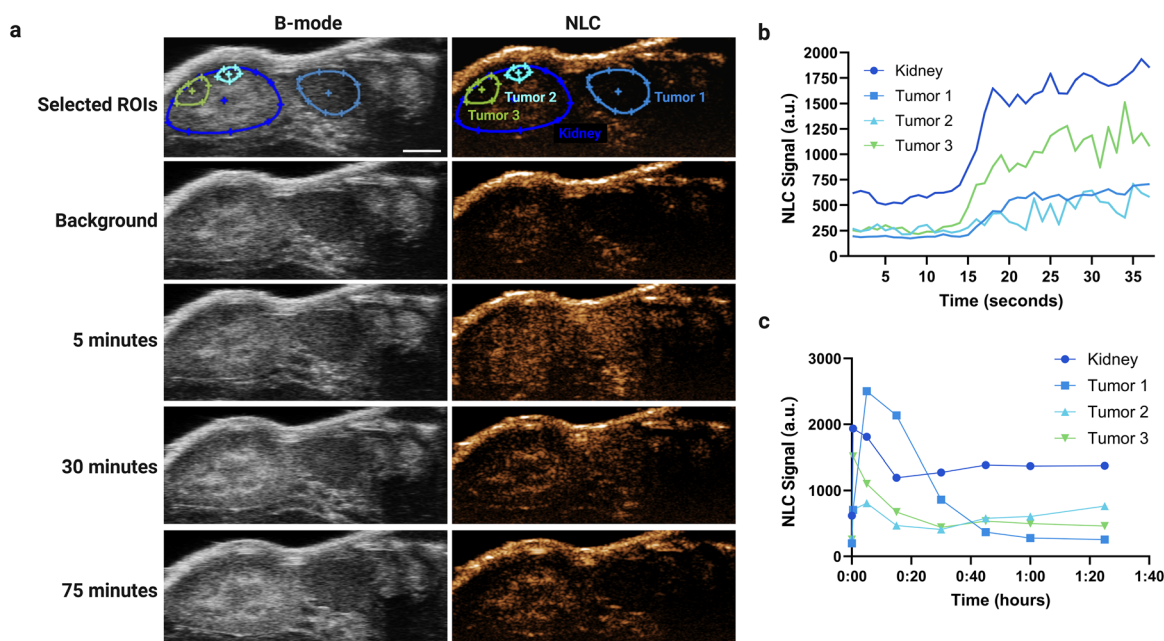 a
B-mode
NLC
Selected ROIs
Tumor 2
Tumor 1
Tumor 3
Kidney
Background
5 minutes
30 minutes
75 minutes
b
NLC Signal (a.u.)
2000
1750
1500
1250
1000
750
500
250
0
Kidney
Tumor 1
Tumor 2
Tumor 3
5
10
15
20
25
30
35
Time (seconds)
c
NLC Signal (a.u.)
3000
2000
1000
0
Kidney
Tumor 1
Tumor 2
Tumor 3
0:00
0:20
0:40
1:00
1:20
1:40
Time (hours)